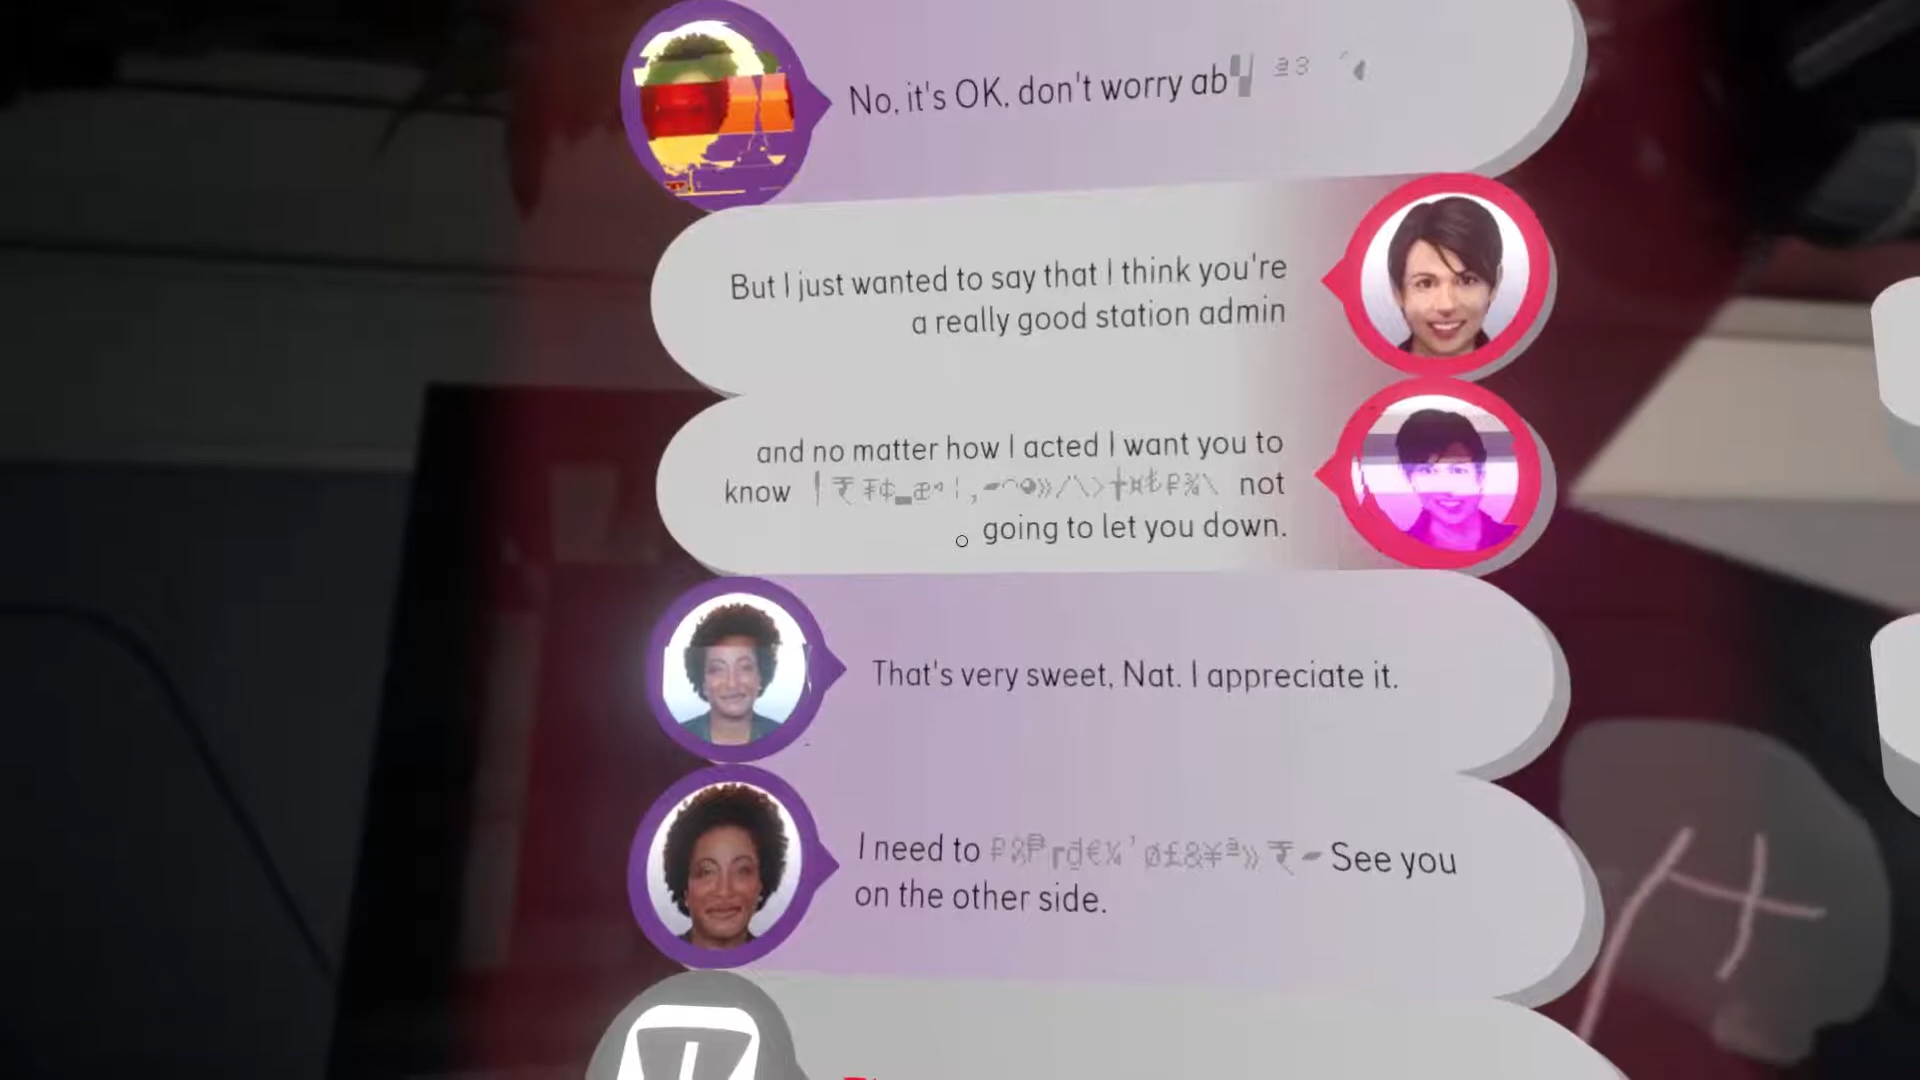 No, it's OK, don't worry ab
But I just wanted to say that I think you're
a really good station admin
and no matter how I acted I want you to
know not
going to let you down.
That's very sweet, Nat. I appreciate it.
I need to See you
on the other side.